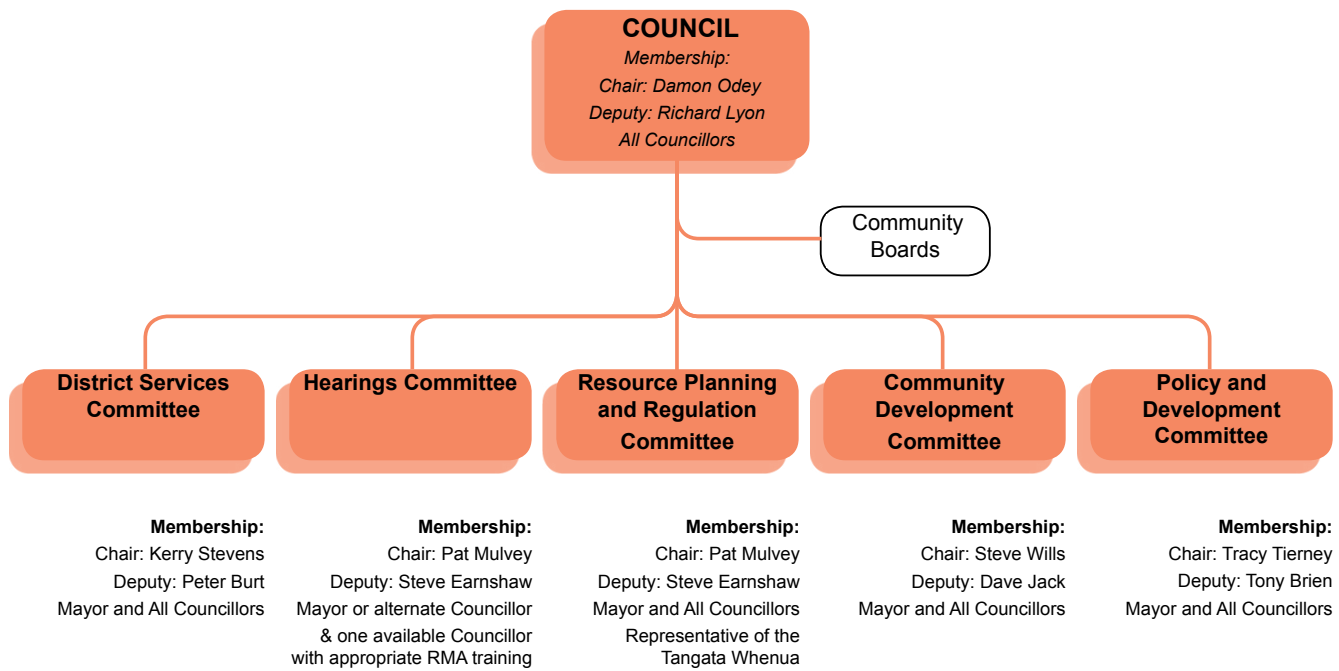 COUNCIL
Membership:
Chair: Damon Odey
Deputy: Richard Lyon
All Councillors
Community
Boards
District Services
Committee
Hearings Committee
Resource Planning
and Regulation
Committee
Community
Development
Committee
Policy and
Development
Committee
Membership:
Chair: Kerry Stevens
Deputy: Peter Burt
Mayor and All Councillors
Membership:
Chair: Pat Mulvey
Deputy: Steve Earnshaw
Mayor or alternate Councillor
& one available Councillor
with appropriate RMA training
Membership:
Chair: Pat Mulvey
Deputy: Steve Earnshaw
Mayor and All Councillors
Representative of the
Tangata Whenua
Membership:
Chair: Steve Wills
Deputy: Dave Jack
Mayor and All Councillors
Membership:
Chair: Tracy Tierney
Deputy: Tony Brien
Mayor and All Councillors